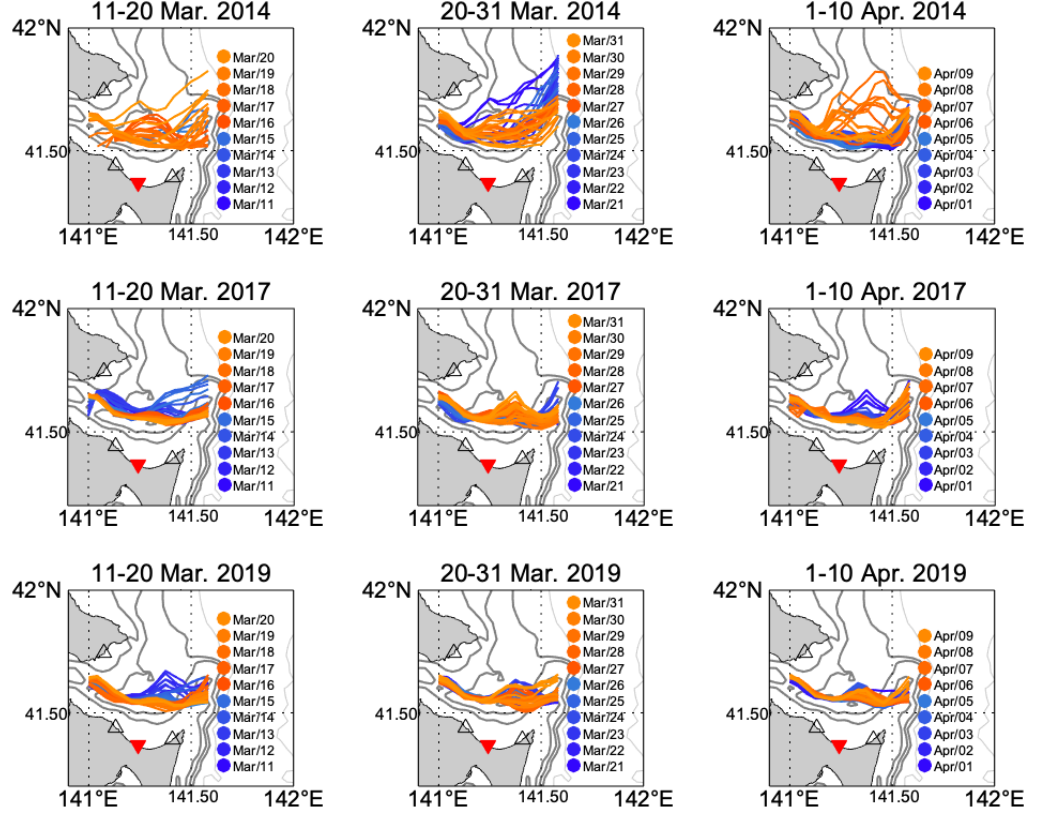 11-20 Mar. 2014
42°N
Mar/20
Mar/19
Mar/18
Mar/17
Mar/16
Mar/15
Mar/14
Mar/13
Mar/12
Mar/11
41.50
141°E
141.50
142°E
20-31 Mar. 2014
42°N
Mar/31
Mar/30
Mar/29
Mar/28
Mar/27
Mar/26
Mar/25
Mar/24
Mar/23
Mar/22
Mar/21
41.50
141°E
141.50
142°E
1-10 Apr. 2014
42°N
Apr/09
Apr/08
Apr/07
Apr/06
Apr/05
Apr/04
Apr/03
Apr/02
Apr/01
41.50
141°E
141.50
142°E
11-20 Mar. 2017
42°N
Mar/20
Mar/19
Mar/18
Mar/17
Mar/16
Mar/15
Mar/14
Mar/13
Mar/12
Mar/11
41.50
141°E
141.50
142°E
20-31 Mar. 2017
42°N
Mar/31
Mar/30
Mar/29
Mar/28
Mar/27
Mar/26
Mar/25
Mar/24
Mar/23
Mar/22
Mar/21
41.50
141°E
141.50
142°E
1-10 Apr. 2017
42°N
Apr/09
Apr/08
Apr/07
Apr/06
Apr/05
Apr/04
Apr/03
Apr/02
Apr/01
41.50
141°E
141.50
142°E
11-20 Mar. 2019
42°N
Mar/20
Mar/19
Mar/18
Mar/17
Mar/16
Mar/15
Mar/14
Mar/13
Mar/12
Mar/11
41.50
141°E
141.50
142°E
20-31 Mar. 2019
42°N
Mar/31
Mar/30
Mar/29
Mar/28
Mar/27
Mar/26
Mar/25
Mar/24
Mar/23
Mar/22
Mar/21
41.50
141°E
141.50
142°E
1-10 Apr. 2019
42°N
Apr/09
Apr/08
Apr/07
Apr/06
Apr/05
Apr/04
Apr/03
Apr/02
Apr/01
41.50
141°E
141.50
142°E